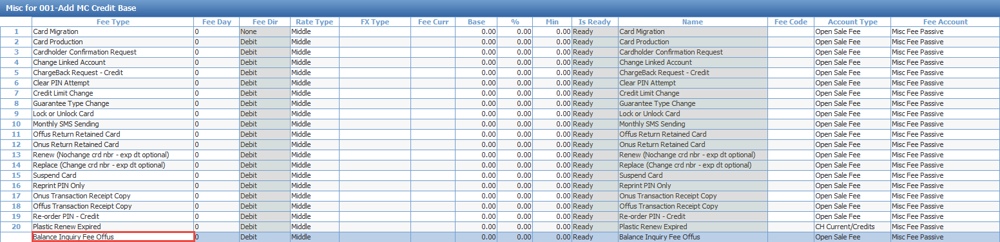 Misc for 001-Add MC Credit Base
Fee Type Fee Day Fee Dir Rate Type FX Type Fee Curr Base % Min Is Ready Name Fee Code Account Type Fee Account
1 Card Migration 0 None Middle 0.00 0.00 0.00 Ready Card Migration Open Sale Fee Misc Fee Passive
2 Card Production 0 Debit Middle 0.00 0.00 0.00 Ready Card Production Open Sale Fee Misc Fee Passive
3 Cardholder Confirmation Request 0 Debit Middle 0.00 0.00 0.00 Ready Cardholder Confirmation Request Open Sale Fee Misc Fee Passive
4 Change Linked Account 0 Debit Middle 0.00 0.00 0.00 Ready Change Linked Account Open Sale Fee Misc Fee Passive
5 ChargeBack Request - Credit 0 Debit Middle 0.00 0.00 0.00 Ready ChargeBack Request - Credit Open Sale Fee Misc Fee Passive
6 Clear PIN Attempt 0 Debit Middle 0.00 0.00 0.00 Ready Clear PIN Attempt Open Sale Fee Misc Fee Passive
7 Credit Limit Change 0 Debit Middle 0.00 0.00 0.00 Ready Credit Limit Change Open Sale Fee Misc Fee Passive
8 Guarantee Type Change 0 Debit Middle 0.00 0.00 0.00 Ready Guarantee Type Change Open Sale Fee Misc Fee Passive
9 Lock or Unlock Card 0 Debit Middle 0.00 0.00 0.00 Ready Lock or Unlock Card Open Sale Fee Misc Fee Passive
10 Monthly SMS Sending 0 Debit Middle 0.00 0.00 0.00 Ready Monthly SMS Sending Open Sale Fee Misc Fee Passive
11 Offus Return Retained Card 0 Debit Middle 0.00 0.00 0.00 Ready Offus Return Retained Card Open Sale Fee Misc Fee Passive
12 Onus Return Retained Card 0 Debit Middle 0.00 0.00 0.00 Ready Onus Return Retained Card Open Sale Fee Misc Fee Passive
13 Renew (Nochange crd nbr - exp dt optional) 0 Debit Middle 0.00 0.00 0.00 Ready Renew (Nochange crd nbr - exp dt optional) Open Sale Fee Misc Fee Passive
14 Replace (Change crd nbr - exp dt optional) 0 Debit Middle 0.00 0.00 0.00 Ready Replace (Change crd nbr - exp dt optional) Open Sale Fee Misc Fee Passive
15 Suspend Card 0 Debit Middle 0.00 0.00 0.00 Ready Suspend Card Open Sale Fee Misc Fee Passive
16 Reprint PIN Only 0 Debit Middle 0.00 0.00 0.00 Ready Reprint PIN Only Open Sale Fee Misc Fee Passive
17 Onus Transaction Receipt Copy 0 Debit Middle 0.00 0.00 0.00 Ready Onus Transaction Receipt Copy Open Sale Fee Misc Fee Passive
18 Offus Transaction Receipt Copy 0 Debit Middle 0.00 0.00 0.00 Ready Offus Transaction Receipt Copy Open Sale Fee Misc Fee Passive
19 Re-order PIN - Credit 0 Debit Middle 0.00 0.00 0.00 Ready Re-order PIN - Credit Open Sale Fee Misc Fee Passive
20 Plastic Renew Expired 0 Debit Middle 0.00 0.00 0.00 Ready Plastic Renew Expired CH Current/Credits Misc Fee Passive
Balance Inquiry Fee Offus 0 Debit Middle 0.00 0.00 0.00 Ready Balance Inquiry Fee Offus Open Sale Fee Misc Fee Passive